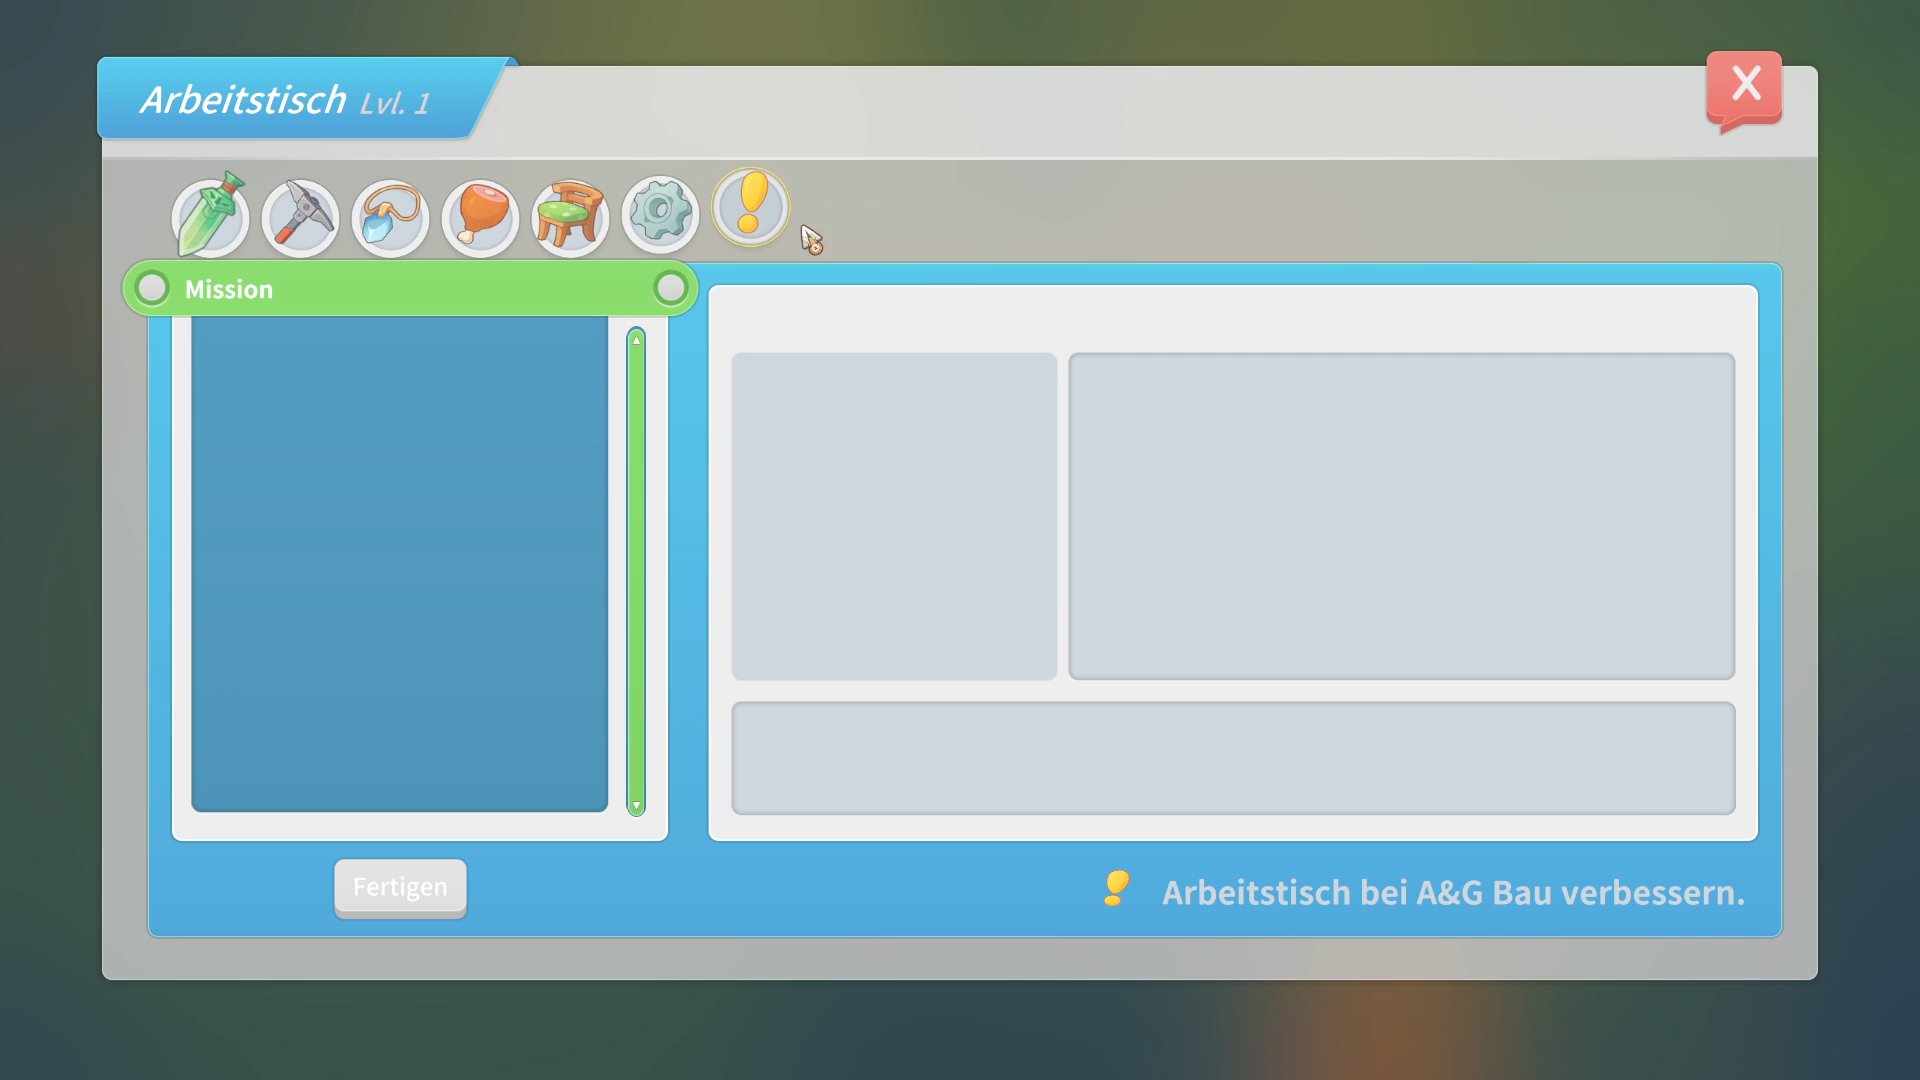 Arbeitstisch Lvl. 1
X
Mission
Fertigen
Arbeitstisch bei A&G Bau verbessern.